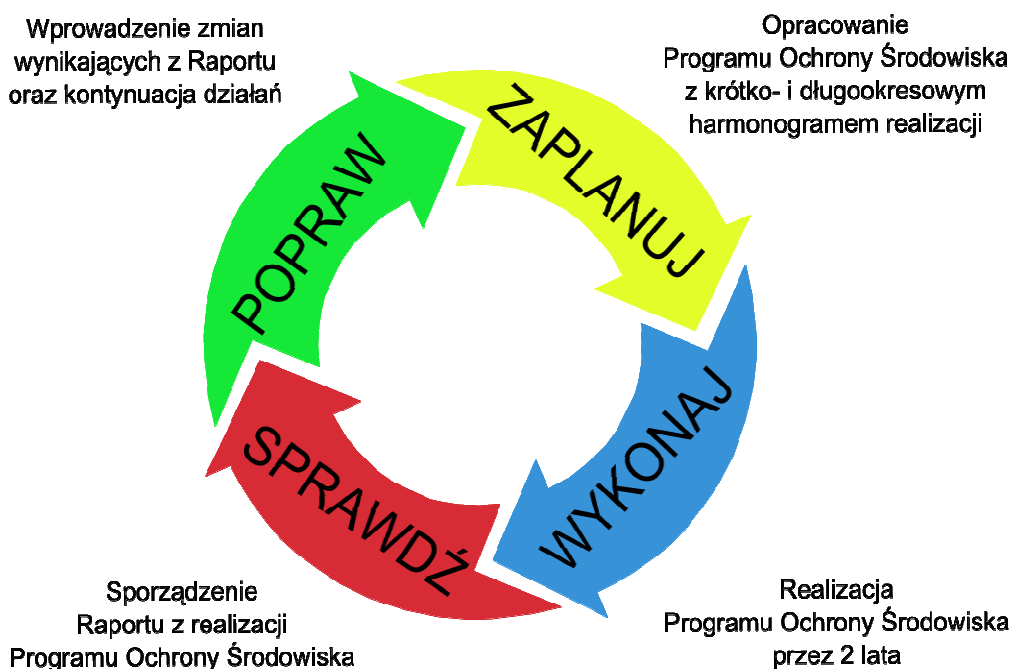 Wprowadzenie zmian
wynikających z Raportu
oraz kontynuacja działań
Opracowanie
Programu Ochrony Środowiska
z krótko- i długookresowym
harmonogramem realizacji
ZAPLANUJ
POPRAW
WYKONAJ
SPRAWDŹ
Sporządzenie
Raportu z realizacji
Programu Ochrony Środowiska
Realizacja
Programu Ochrony Środowiska
przez 2 lata